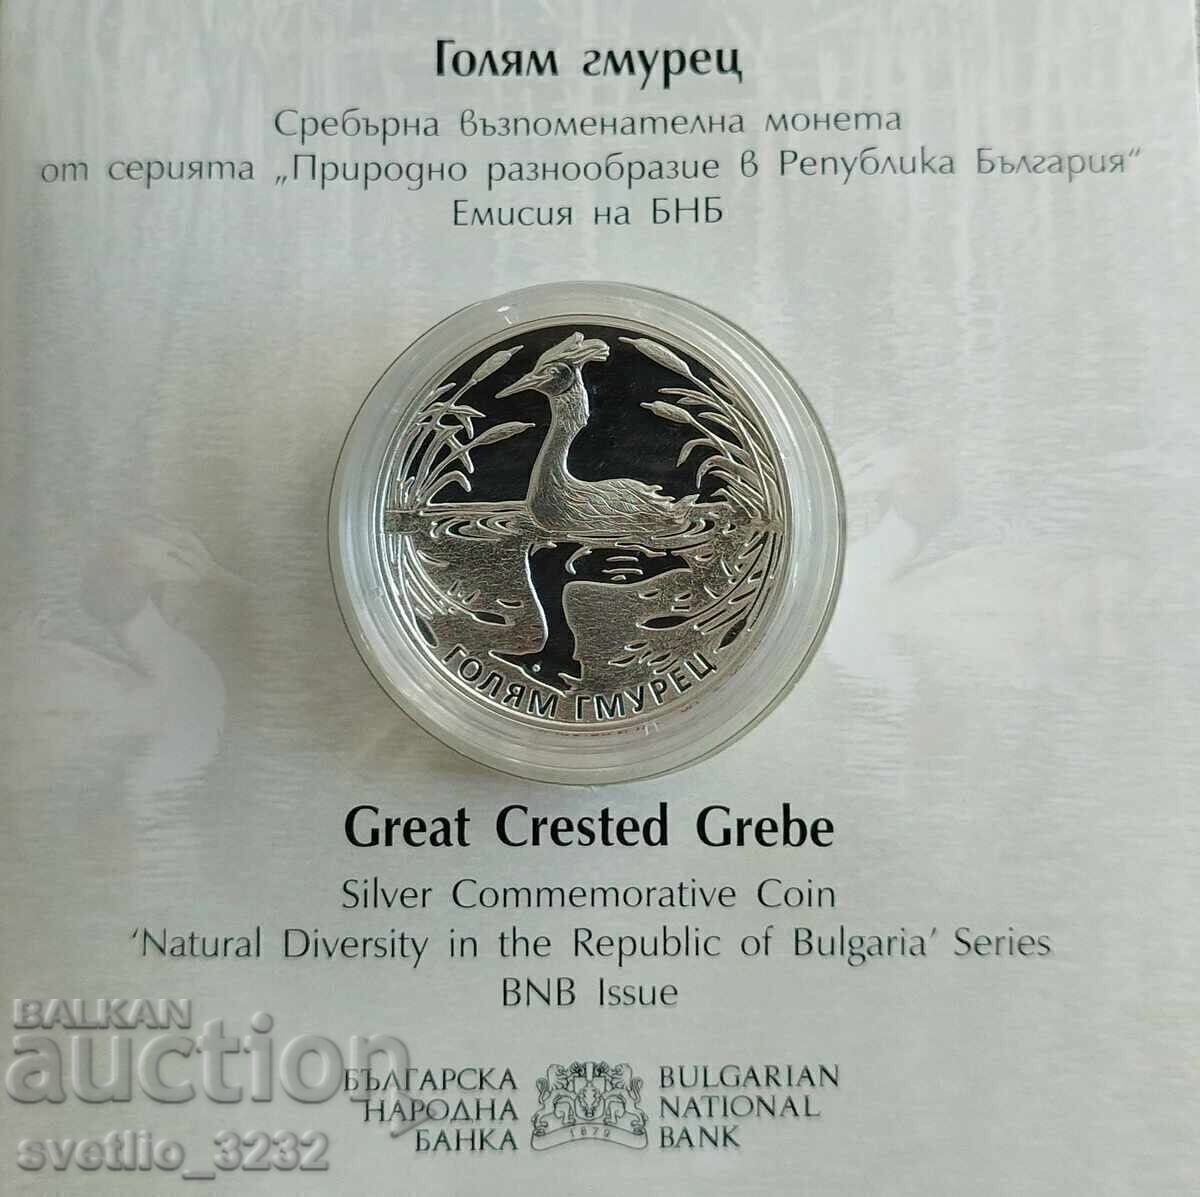 Голям гмурец
Сребърна възпоменателна монета
от серията „Природно разнообразие в Република България“
Емисия на БНБ
ГОЛЯМ ГМУРЕЦ
Great Crested Grebe
Silver Commemorative Coin
‘Natural Diversity in the Republic of Bulgaria’ Series
BNB Issue
БЪЛГАРСКА
НАРОДНА
БАНКА
1879
BULGARIAN
NATIONAL
BANK
BALKAN
auction
svetlio_3232